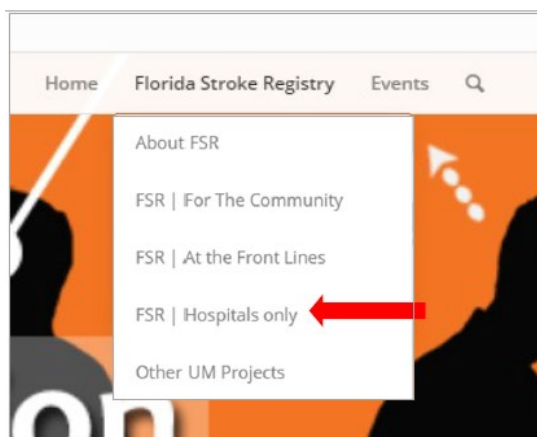 Home Florida Stroke Registry Events
About FSR
FSR | For The Community
FSR | At the Front Lines
FSR | Hospitals only
Other UM Projects
on